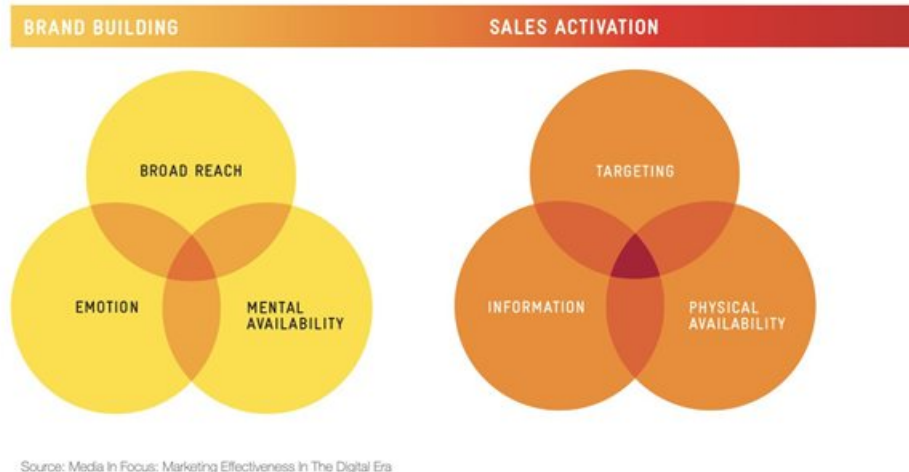 BRAND BUILDING
SALES ACTIVATION
BROAD REACH
EMOTION
MENTAL
AVAILABILITY
TARGETING
INFORMATION
PHYSICAL
AVAILABILITY
Source: Media In Focus: Marketing Effectiveness In The Digital Era